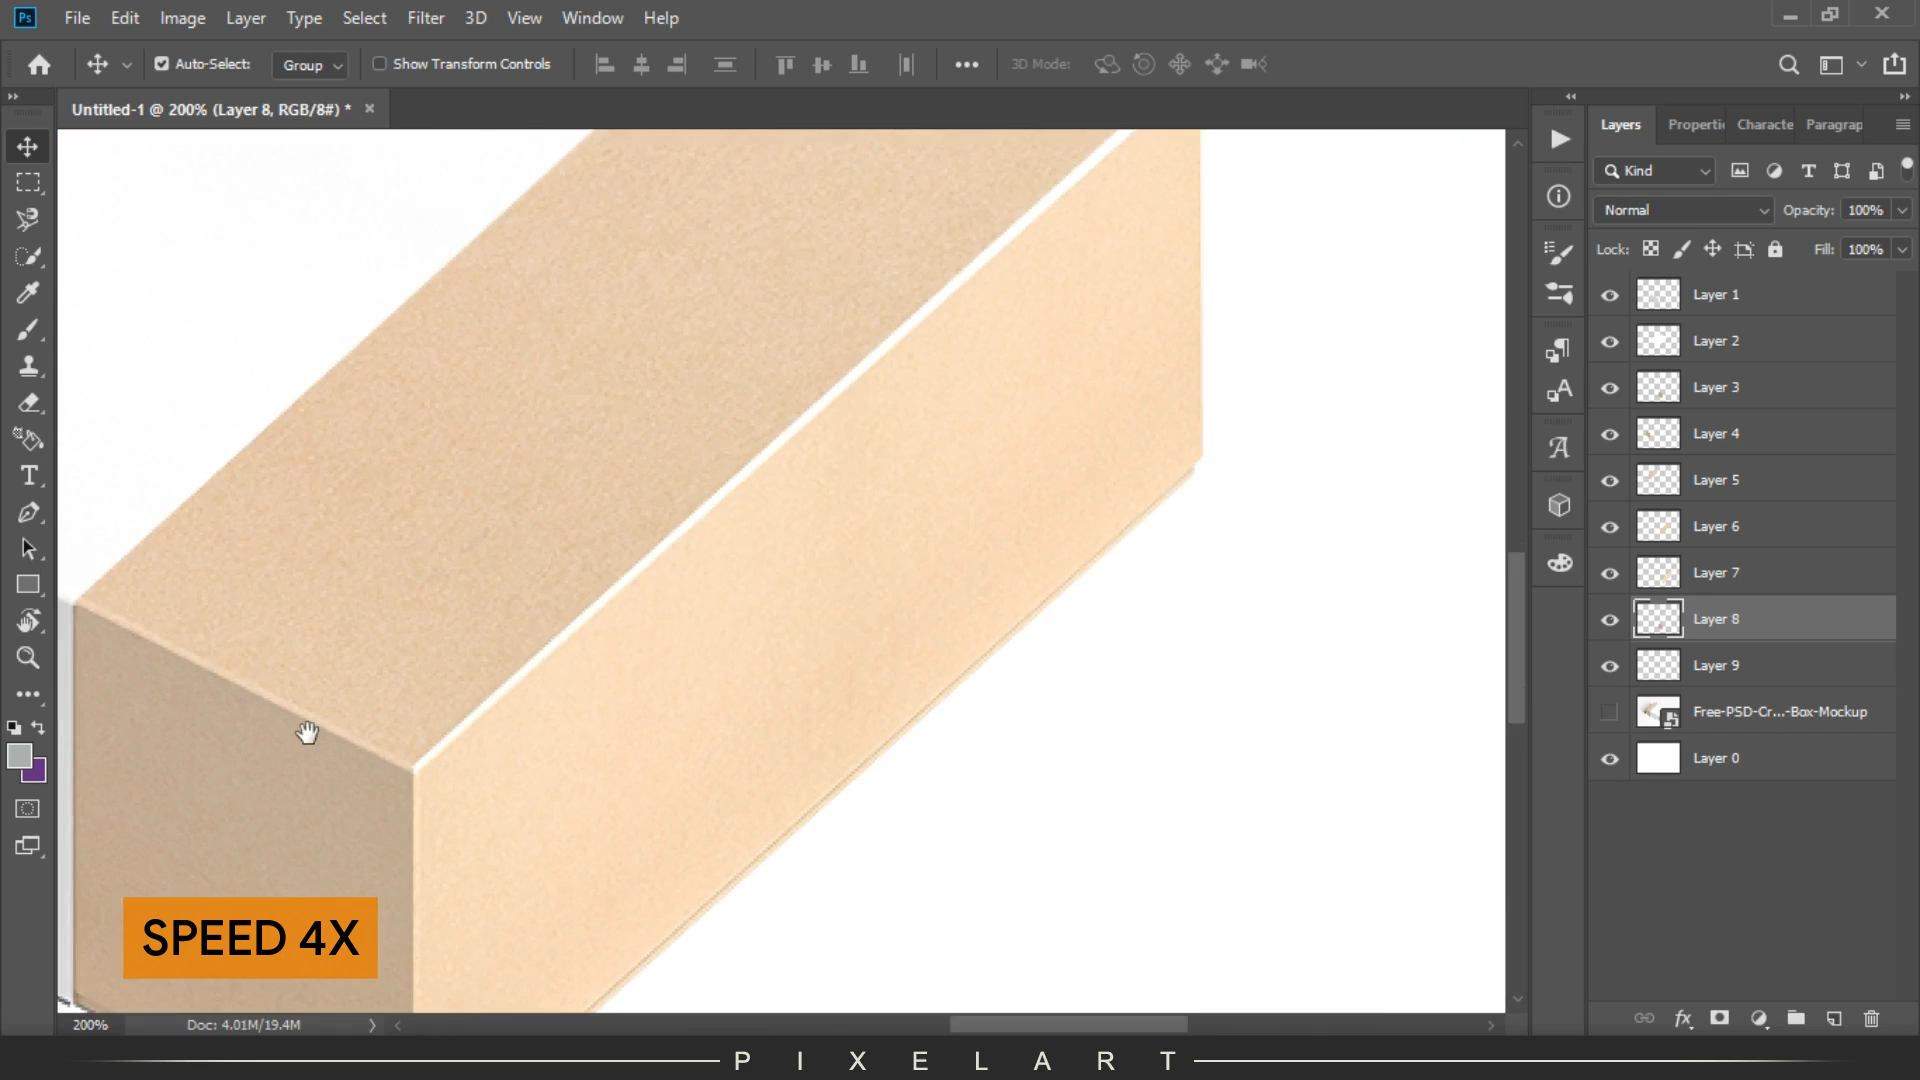 Ps File Edit Image Layer Type Select Filter 3D View Window Help
Auto-Select: Group Show Transform Controls 3D Mode:
Untitled-1 @ 200% (Layer 8, RGB/8#) *
Layers Properti Characte Paragrap
Kind
Normal Opacity: 100%
Lock: Fill: 100%
Layer 1
Layer 2
Layer 3
Layer 4
Layer 5
Layer 6
Layer 7
Layer 8
Layer 9
Free-PSD-Cr...-Box-Mockup
Layer 0
SPEED 4X
200% Doc: 4.01M/19.4M
PIXELART